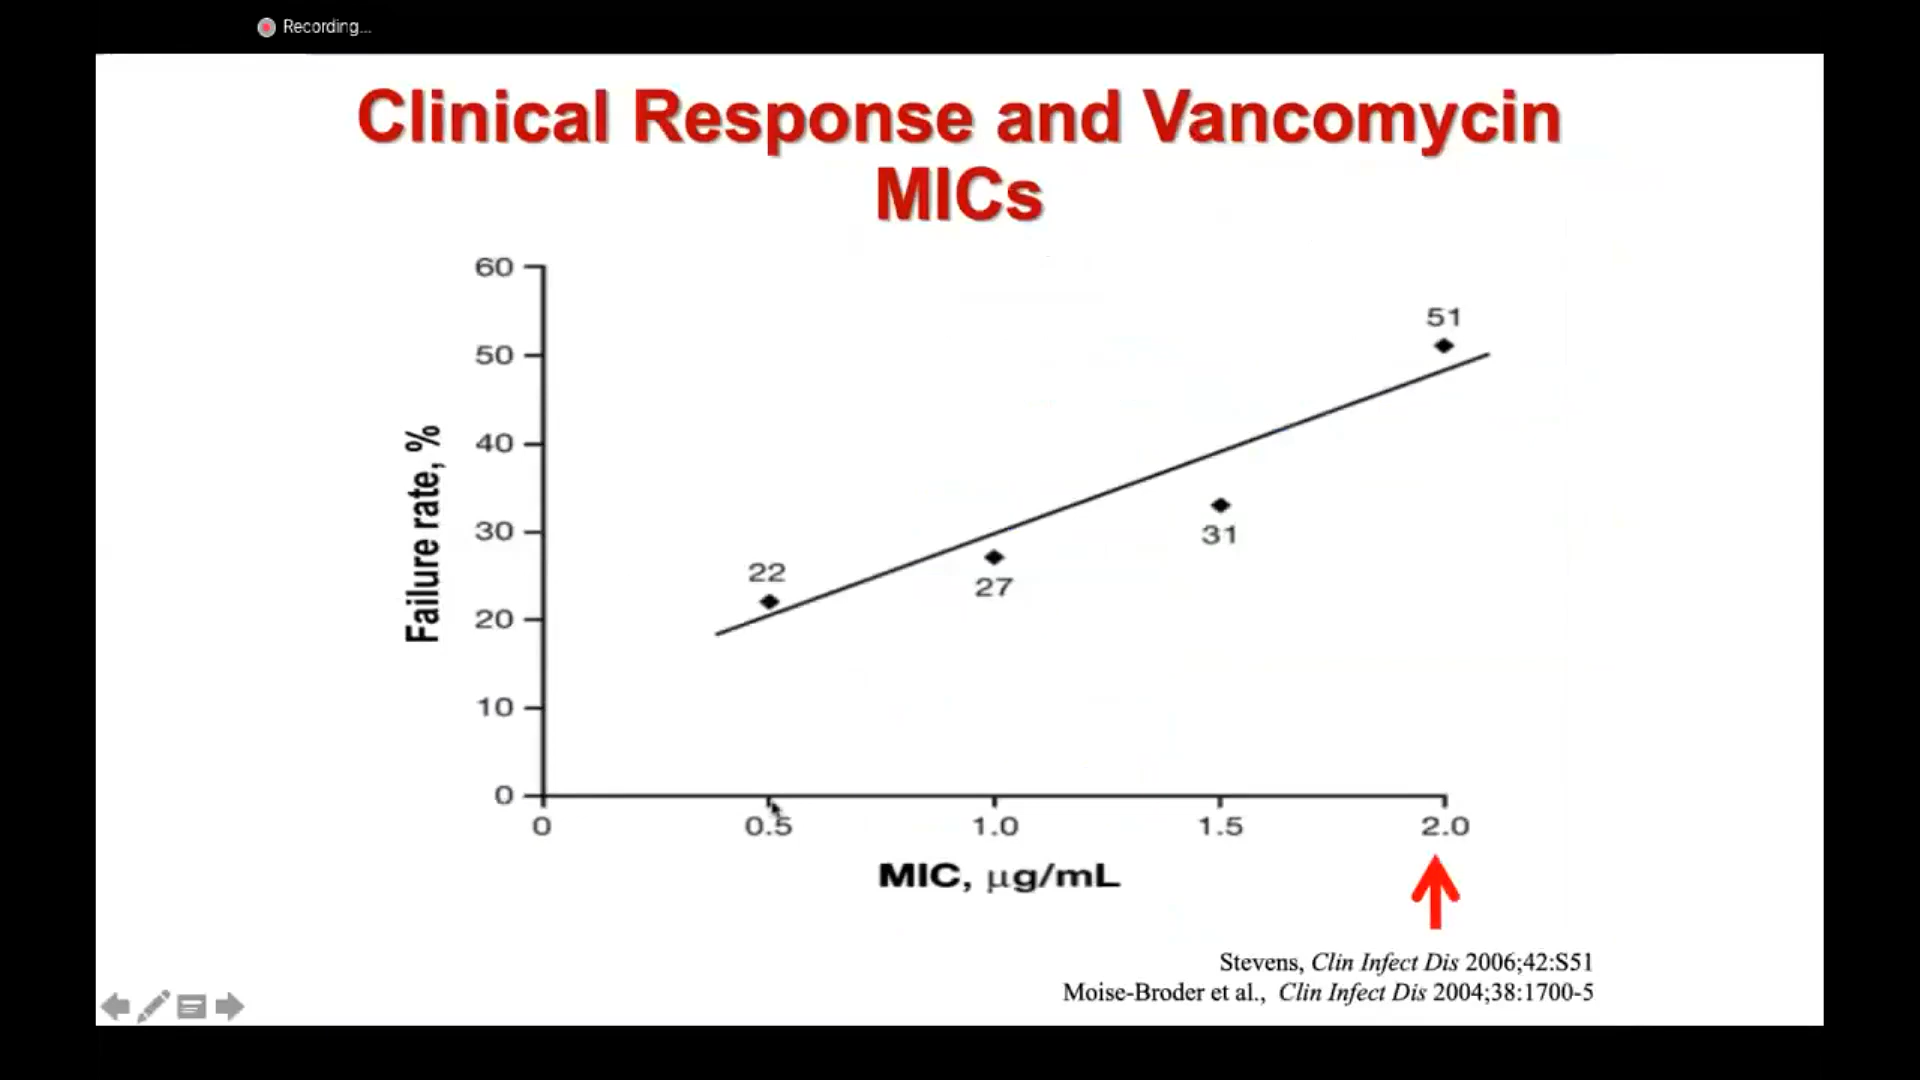 Recording...
Clinical Response and Vancomycin
MICs
60
50
40
30
20
10
0
Failure rate, %
22
27
31
51
0
0.5
1.0
1.5
2.0
MIC, µg/mL
Stevens, Clin Infect Dis 2006;42:S51
Moise-Broder et al., Clin Infect Dis 2004;38:1700-5